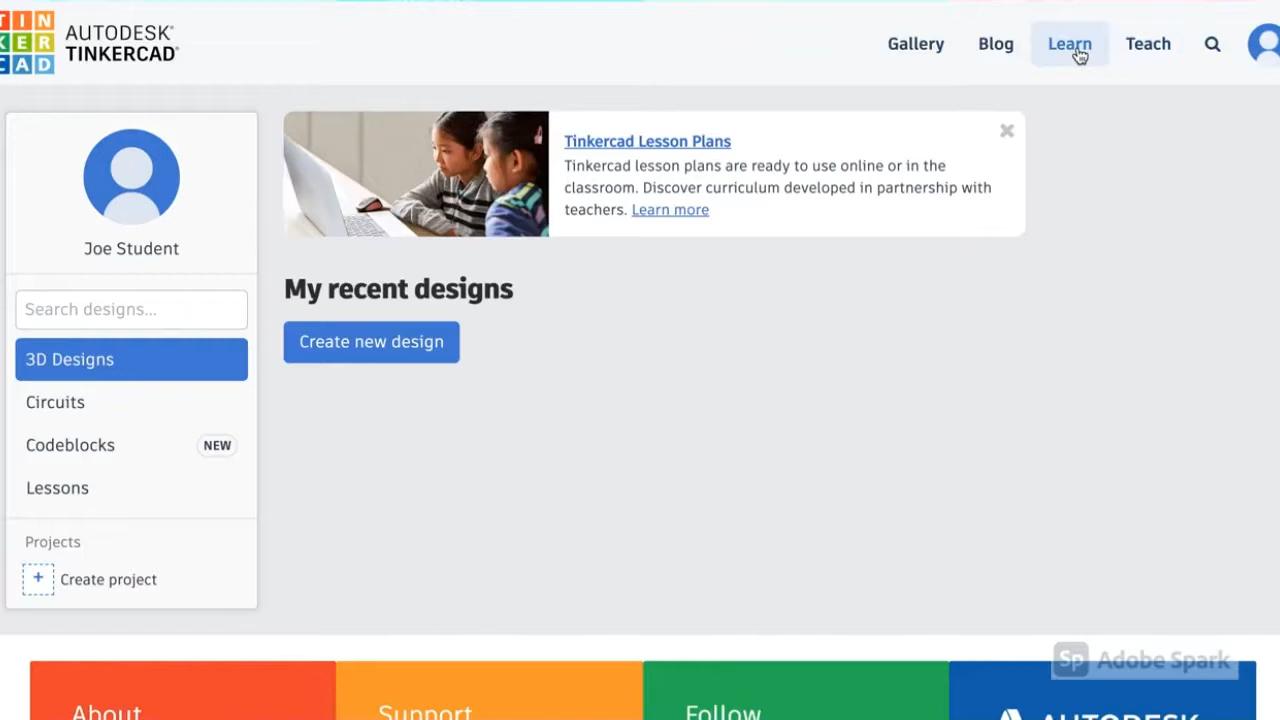 TIN
KER
CAD
AUTODESK®
TINKERCAD®
Gallery
Blog
Learn
Teach
Joe Student
Search designs...
3D Designs
Circuits
Codeblocks
NEW
Lessons
Projects
+ Create project
Tinkercad Lesson Plans
Tinkercad lesson plans are ready to use online or in the
classroom. Discover curriculum developed in partnership with
teachers. Learn more
My recent designs
Create new design
Sp Adobe Spark
About
Support
Follow
AUTODESK